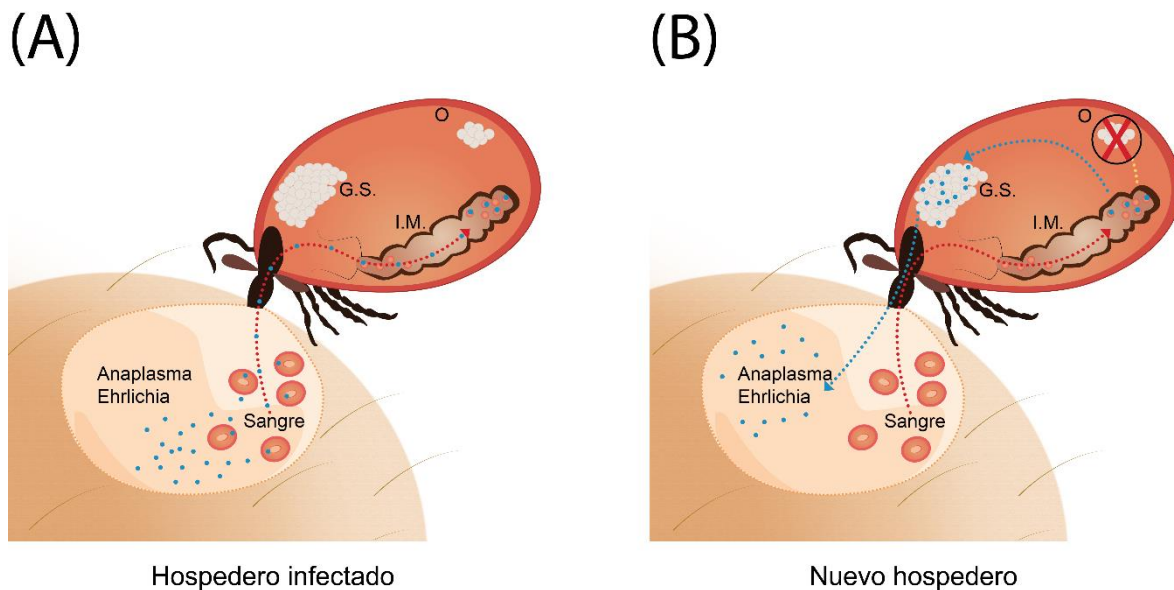 (A)
O
G.S.
I.M.
Anaplasma
Ehrlichia
Sangre
Hospedero infectado
(B)
O
G.S.
I.M.
Anaplasma
Ehrlichia
Sangre
Nuevo hospedero